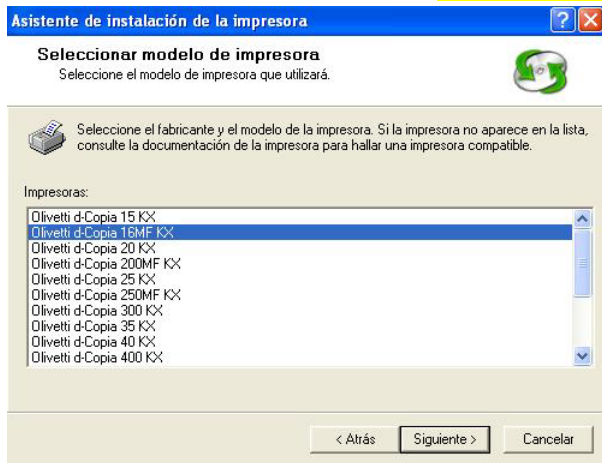 Asistente de instalación de la impresora
Seleccionar modelo de impresora
Seleccione el modelo de impresora que utilizará.
Seleccione el fabricante y el modelo de la impresora. Si la impresora no aparece en la lista,
consulte la documentación de la impresora para hallar una impresora compatible.
Impresoras:
Olivetti d-Copia 15 KX
Olivetti d-Copia 16MF KX
Olivetti d-Copia 20 KX
Olivetti d-Copia 200MF KX
Olivetti d-Copia 25 KX
Olivetti d-Copia 250MF KX
Olivetti d-Copia 300 KX
Olivetti d-Copia 35 KX
Olivetti d-Copia 40 KX
Olivetti d-Copia 400 KX
< Atrás Siguiente > Cancelar